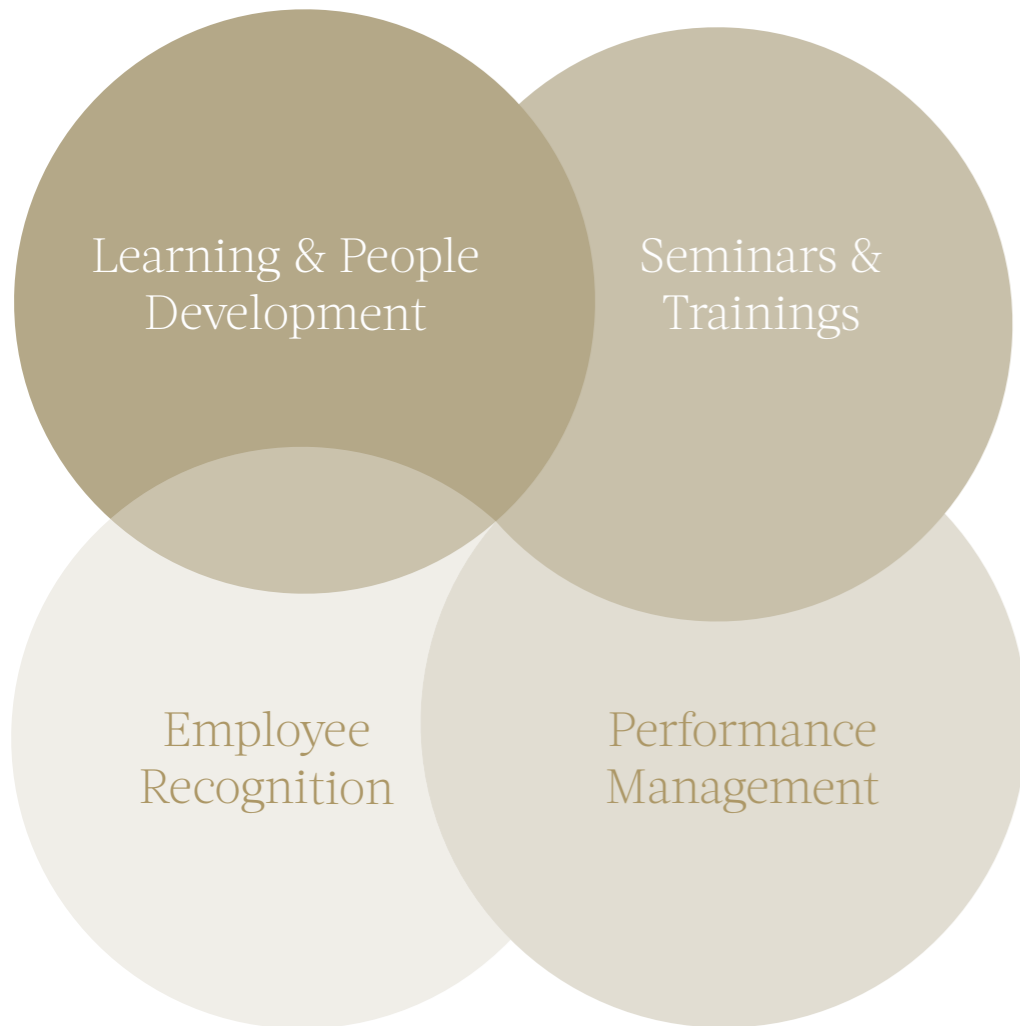 Learning & People
Development
Seminars &
Trainings
Employee
Recognition
Performance
Management